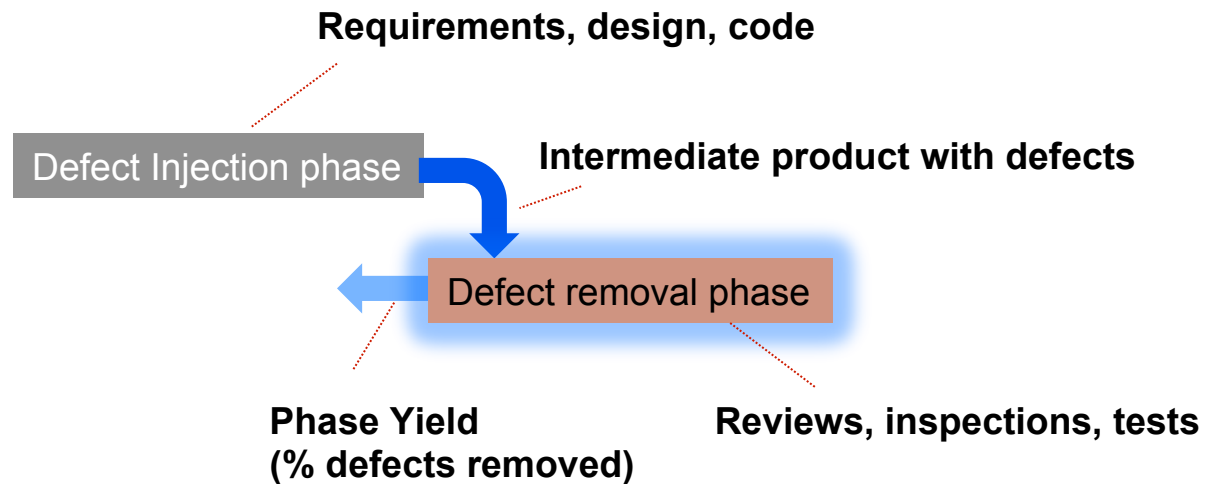 Requirements, design, code
Defect Injection phase
Intermediate product with defects
Defect removal phase
Phase Yield
(% defects removed)
Reviews, inspections, tests